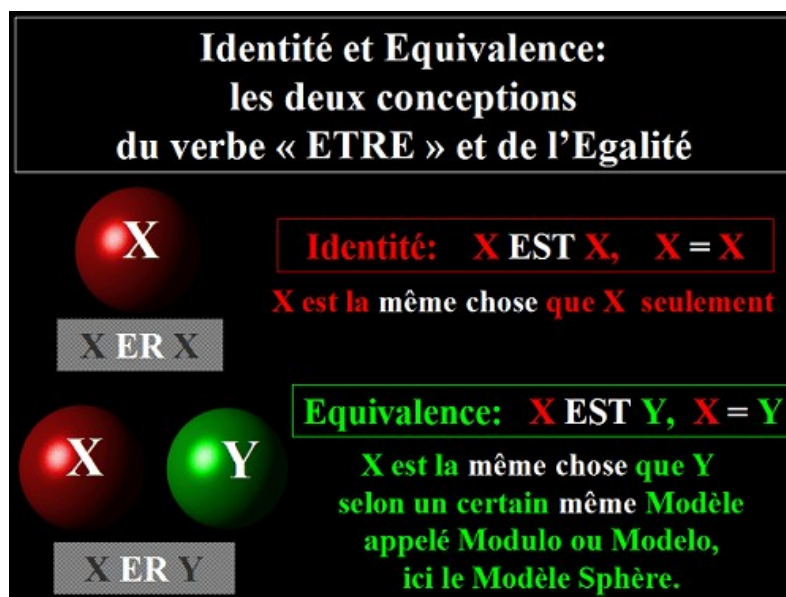 Identité et Equivalence:
les deux conceptions
du verbe « ETRE » et de l'Egalité
X
Identité: X EST X, X = X
X est la même chose que X seulement
X ER X
X Y
Equivalence: X EST Y, X = Y
X est la même chose que Y
selon un certain même Modèle
appelé Modulo ou Modelo,
ici le Modèle Sphère.
X ER Y